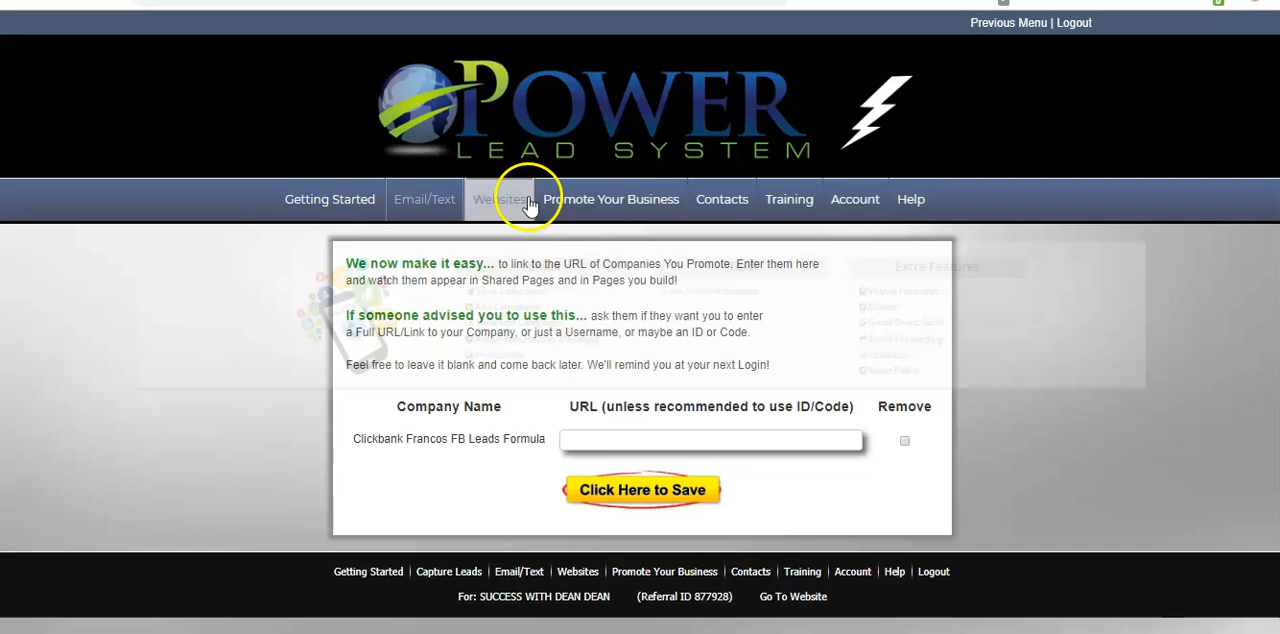 Previous Menu | Logout
POWER
LEAD SYSTEM
Getting Started Email/Text Websites Promote Your Business Contacts Training Account Help
We now make it easy... to link to the URL of Companies You Promote. Enter them here
and watch them appear in Shared Pages and in Pages you build!
Extra Features
If someone advised you to use this... ask them if they want you to enter
a Full URL/Link to your Company, or just a Username, or maybe an ID or Code.
Feel free to leave it blank and come back later. We'll remind you at your next Login!
Company Name URL (unless recommended to use ID/Code) Remove
Clickbank Francos FB Leads Formula
Click Here to Save
Getting Started | Capture Leads | Email/Text | Websites | Promote Your Business | Contacts | Training | Account | Help | Logout
For: SUCCESS WITH DEAN DEAN (Referral ID 877928) Go To Website